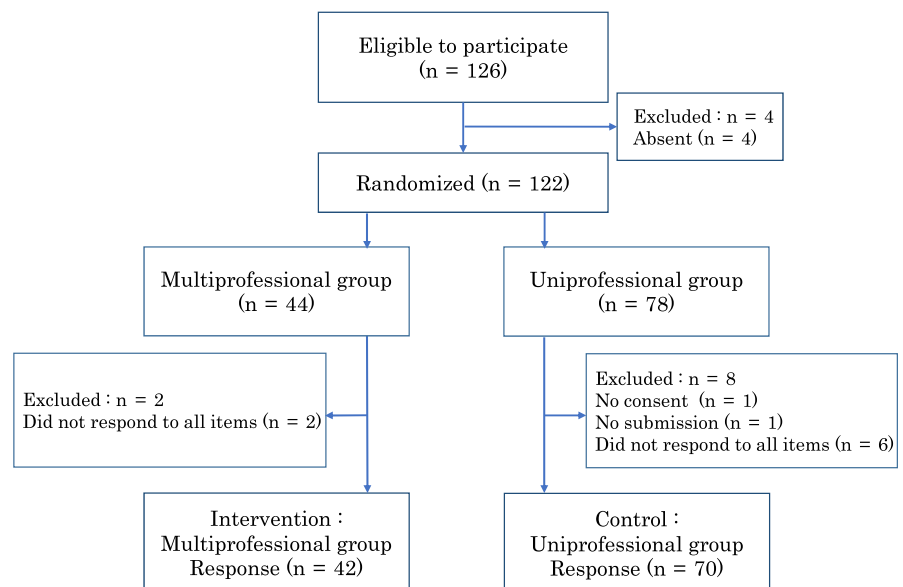 Eligible to participate
(n = 126)
Excluded : n = 4
Absent (n = 4)
Randomized (n = 122)
Multiprofessional group
(n = 44)
Uniprofessional group
(n = 78)
Excluded : n = 2
Did not respond to all items (n = 2)
Excluded : n = 8
No consent (n = 1)
No submission (n = 1)
Did not respond to all items (n = 6)
Intervention :
Multiprofessional group
Response (n = 42)
Control :
Uniprofessional group
Response (n = 70)